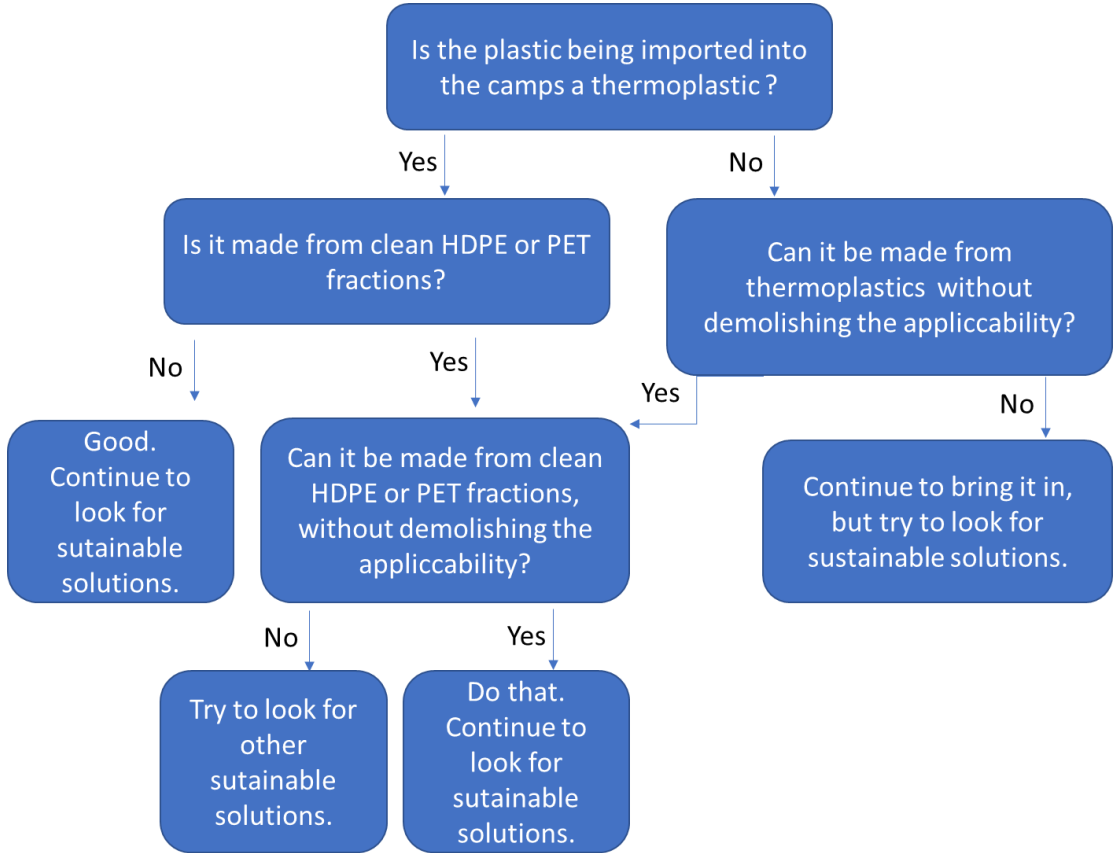 Is the plastic being imported into
the camps a thermoplastic ?
Yes
No
Is it made from clean HDPE or PET
fractions?
Can it be made from
thermoplastics without
demolishing the appliccability?
No
Yes
Yes
No
Good.
Continue to
look for
sutainable
solutions.
Can it be made from clean
HDPE or PET fractions,
without demolishing the
appliccability?
Continue to bring it in,
but try to look for
sustainable solutions.
No
Yes
Try to look for
other
sutainable
solutions.
Do that.
Continue to
look for
sutainable
solutions.